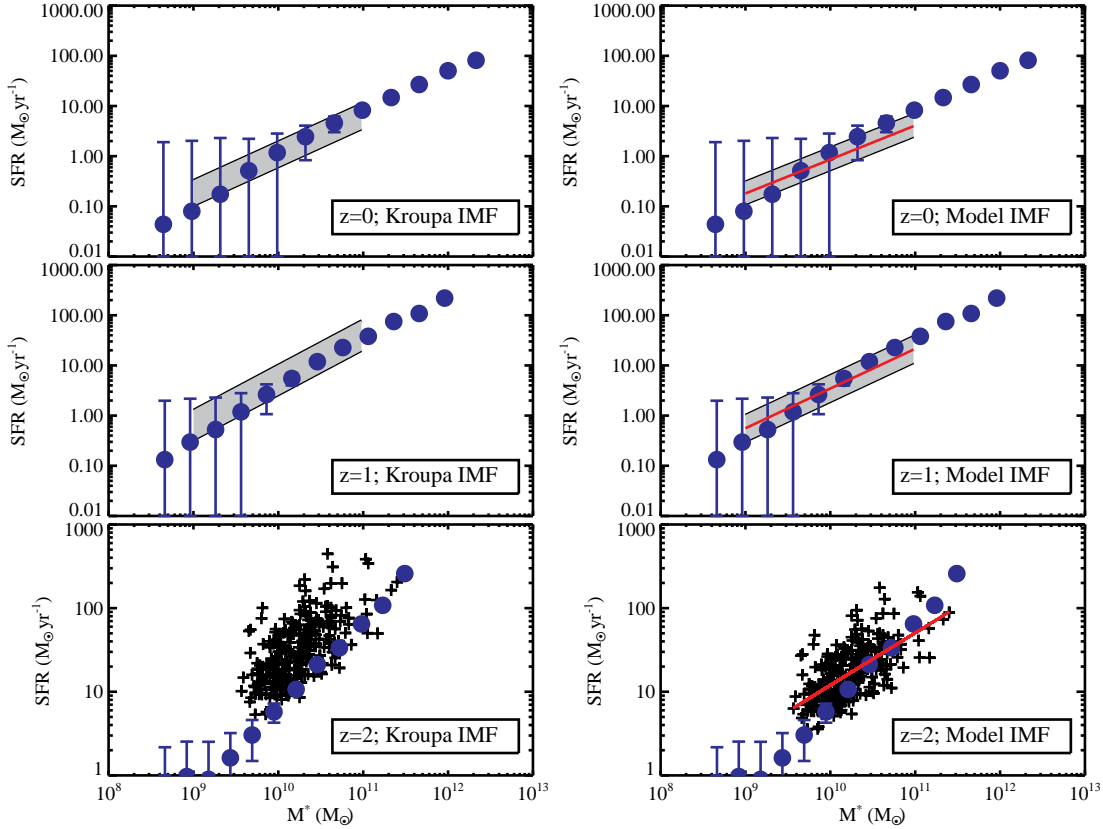 1000.00
100.00
10.00
1.00
0.10
0.01
SFR (M☉ yr⁻¹)
z=0; Kroupa IMF
1000.00
100.00
10.00
1.00
0.10
0.01
SFR (M☉ yr⁻¹)
z=0; Model IMF
1000.00
100.00
10.00
1.00
0.10
0.01
SFR (M☉ yr⁻¹)
z=1; Kroupa IMF
1000.00
100.00
10.00
1.00
0.10
0.01
SFR (M☉ yr⁻¹)
z=1; Model IMF
1000
100
10
1
SFR (M☉ yr⁻¹)
z=2; Kroupa IMF
10⁸ 10⁹ 10¹⁰ 10¹¹ 10¹² 10¹³
M* (M☉)
1000
100
10
1
SFR (M☉ yr⁻¹)
z=2; Model IMF
10⁸ 10⁹ 10¹⁰ 10¹¹ 10¹² 10¹³
M* (M☉)